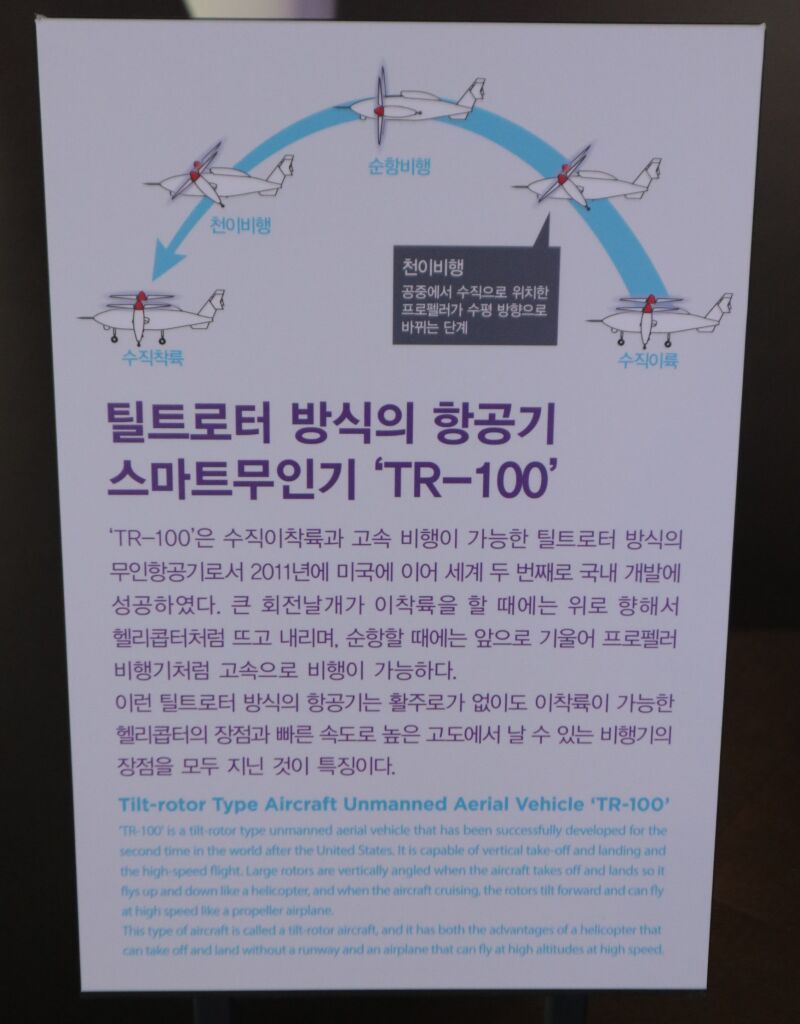 순항비행
천이비행
천이비행
공중에서 수직으로 위치한
프로펠러가 수평 방향으로
바뀌는 단계
수직착륙
수직이륙
틸트로터 방식의 항공기
스마트무인기 ‘TR-100’
‘TR-100’은 수직이착륙과 고속 비행이 가능한 틸트로터 방식의
무인항공기로서 2011년에 미국에 이어 세계 두 번째로 국내 개발에
성공하였다. 큰 회전날개가 이착륙을 할 때에는 위로 향해서
헬리콥터처럼 뜨고 내리며, 순항할 때에는 앞으로 기울어 프로펠러
비행기처럼 고속으로 비행이 가능하다.
이런 틸트로터 방식의 항공기는 활주로가 없이도 이착륙이 가능한
헬리콥터의 장점과 빠른 속도로 높은 고도에서 날 수 있는 비행기의
장점을 모두 지닌 것이 특징이다.
Tilt-rotor Type Aircraft Unmanned Aerial Vehicle ‘TR-100’
‘TR-100’ is a tilt-rotor type unmanned aerial vehicle that has been successfully developed for the
second time in the world after the United States. It is capable of vertical take-off and landing and
the high-speed flight. Large rotors are vertically angled when the aircraft takes off and lands so it
flys up and down like a helicopter, and when the aircraft cruising, the rotors tilt forward and can fly
at high speed like a propeller airplane.
This type of aircraft is called a tilt-rotor aircraft, and it has both the advantages of a helicopter that
can take off and land without a runway and an airplane that can fly at high altitudes at high speed.